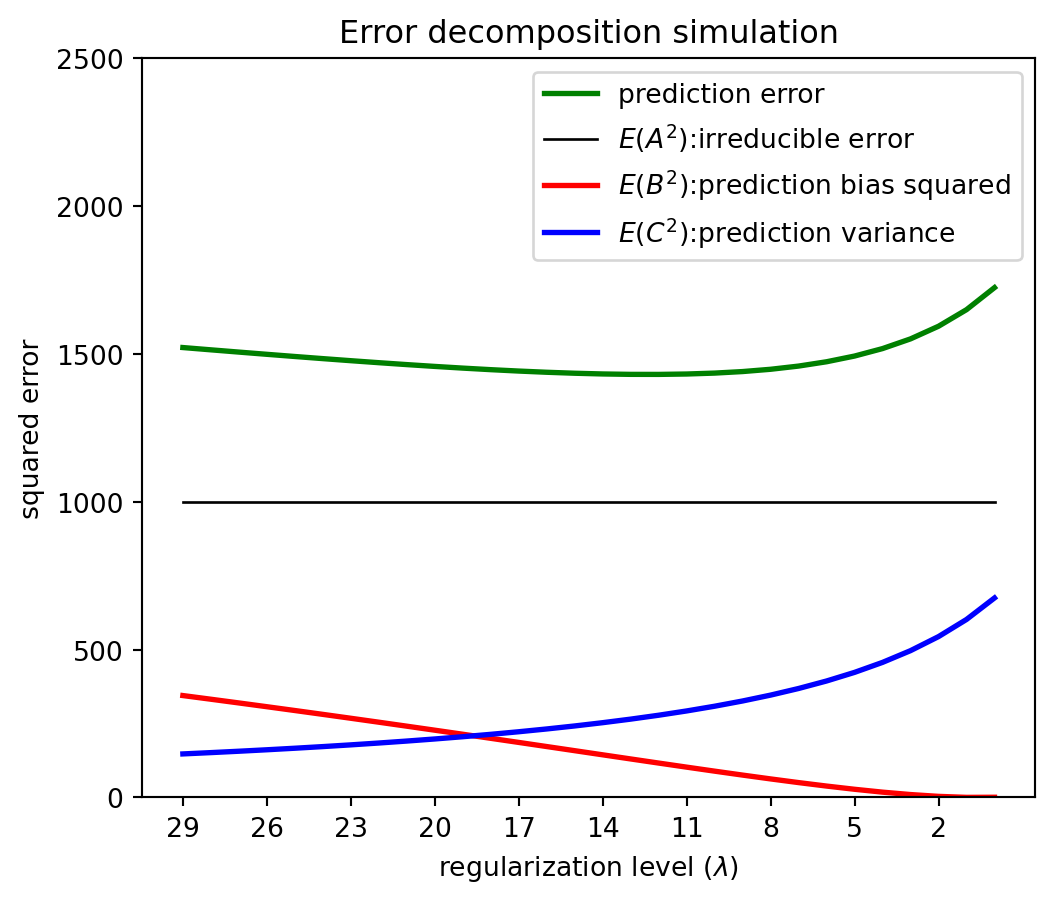 Error decomposition simulation
2500
2000
1500
1000
500
0
squared error
prediction error
E(A²):irreducible error
E(B²):prediction bias squared
E(C²):prediction variance
29 26 23 20 17 14 11 8 5 2
regularization level (λ)